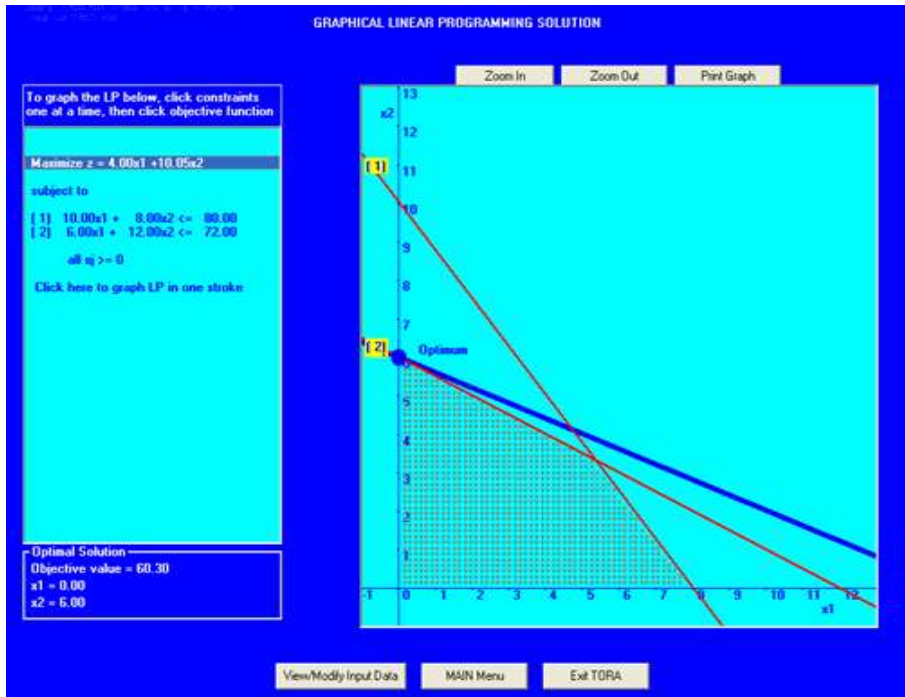 GRAPHICAL LINEAR PROGRAMMING SOLUTION
Zoom In Zoom Out Print Graph
To graph the LP below, click constraints
one at a time, then click objective function
Maximize z = 4.00x1 +10.05x2
subject to
( 1) 10.00x1 + 8.00x2 <= 80.00
( 2) 6.00x1 + 12.00x2 <= 72.00
all xj >= 0
Click here to graph LP in one stroke
Optimal Solution
Objective value = 60.30
x1 = 0.00
x2 = 6.00
13
x2
12
( 1) 11
10
9
8
7
( 2) Optimum
6
5
4
3
2
1
-1 0 1 2 3 4 5 6 7 8 9 10 11 12
x1
View/Modify Input Data MAIN Menu Exit TORA